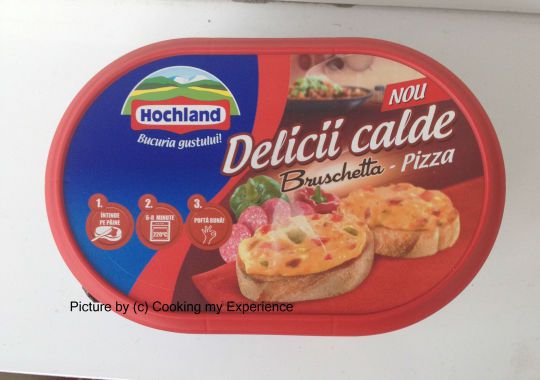 Hochland
Bucuria gustului!
NOU
Delicii calde
Bruschetta - Pizza
1.
ÎNTINDE
PE PÂINE
2.
6-8 MINUTE
220°C
3.
POFTĂ BUNĂ!
Picture by (c) Cooking my Experience